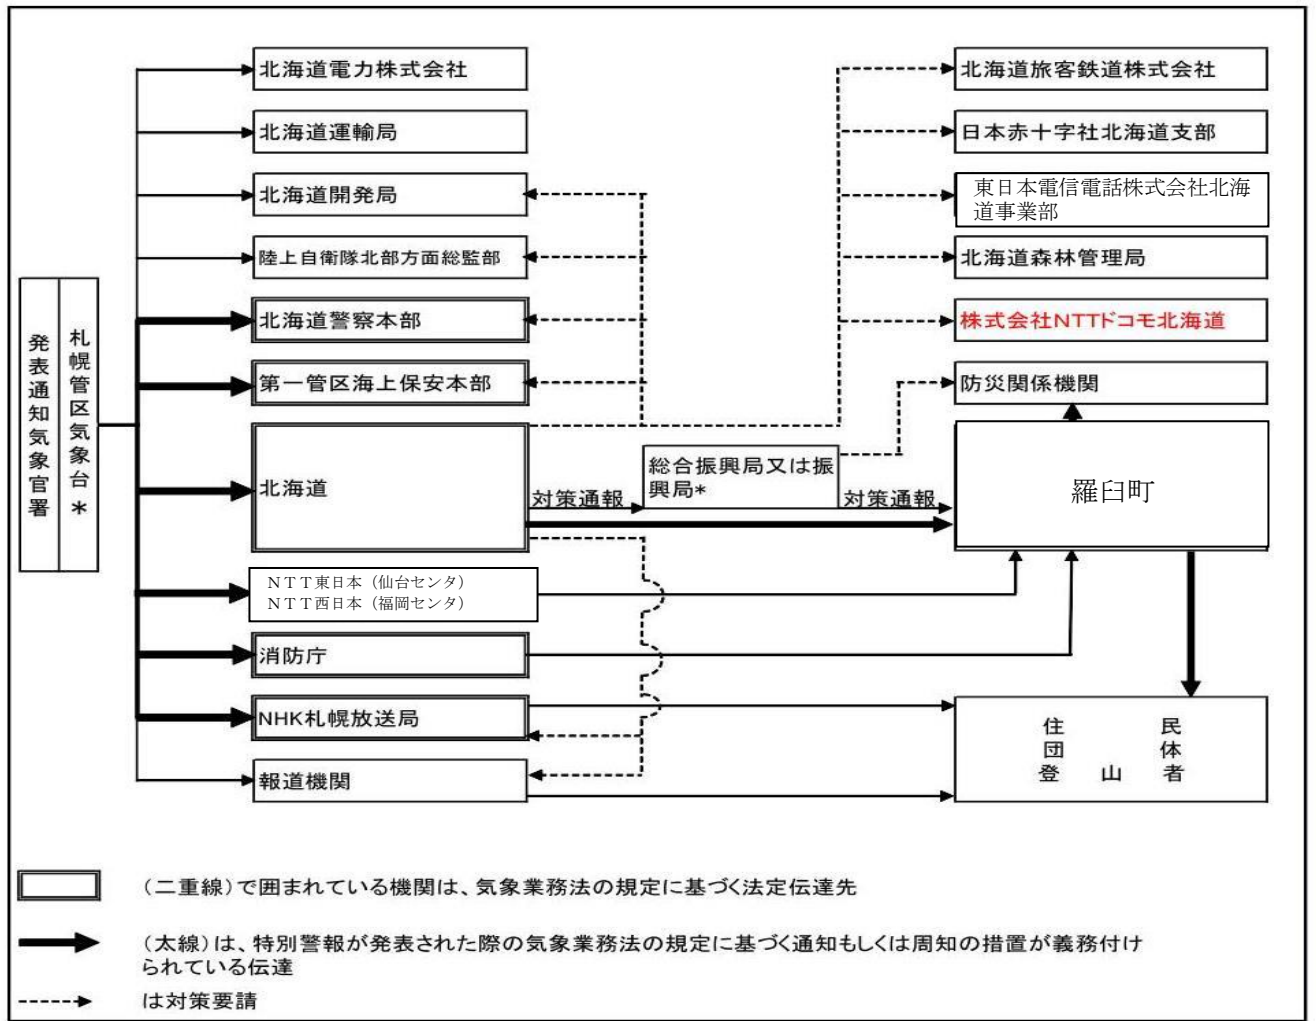 発表通知気象官署
札幌管区気象台＊
北海道電力株式会社
北海道運輸局
北海道開発局
陸上自衛隊北部方面総監部
北海道警察本部
第一管区海上保安本部
北海道
ＮＴＴ東日本（仙台センタ）
ＮＴＴ西日本（福岡センタ）
消防庁
NHK札幌放送局
報道機関
対策通報
総合振興局又は振
興局*
対策通報
北海道旅客鉄道株式会社
日本赤十字社北海道支部
東日本電信電話株式会社北海
道事業部
北海道森林管理局
株式会社NTTドコモ北海道
防災関係機関
羅臼町
住民
団体
登山者
（二重線）で囲まれている機関は、気象業務法の規定に基づく法定伝達先
（太線）は、特別警報が発表された際の気象業務法の規定に基づく通知もしくは周知の措置が義務付け
られている伝達
は対策要請